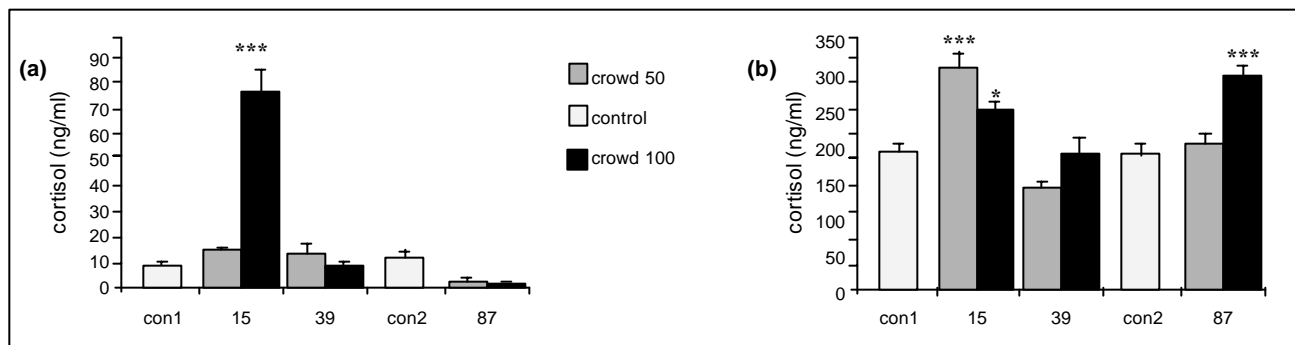 (a)
cortisol (ng/ml)
90
80
70
60
50
40
30
20
10
0
***
con1 15 39 con2 87
crowd 50
control
crowd 100
(b)
cortisol (ng/ml)
350
300
250
200
150
100
50
0
***
*
***
con1 15 39 con2 87